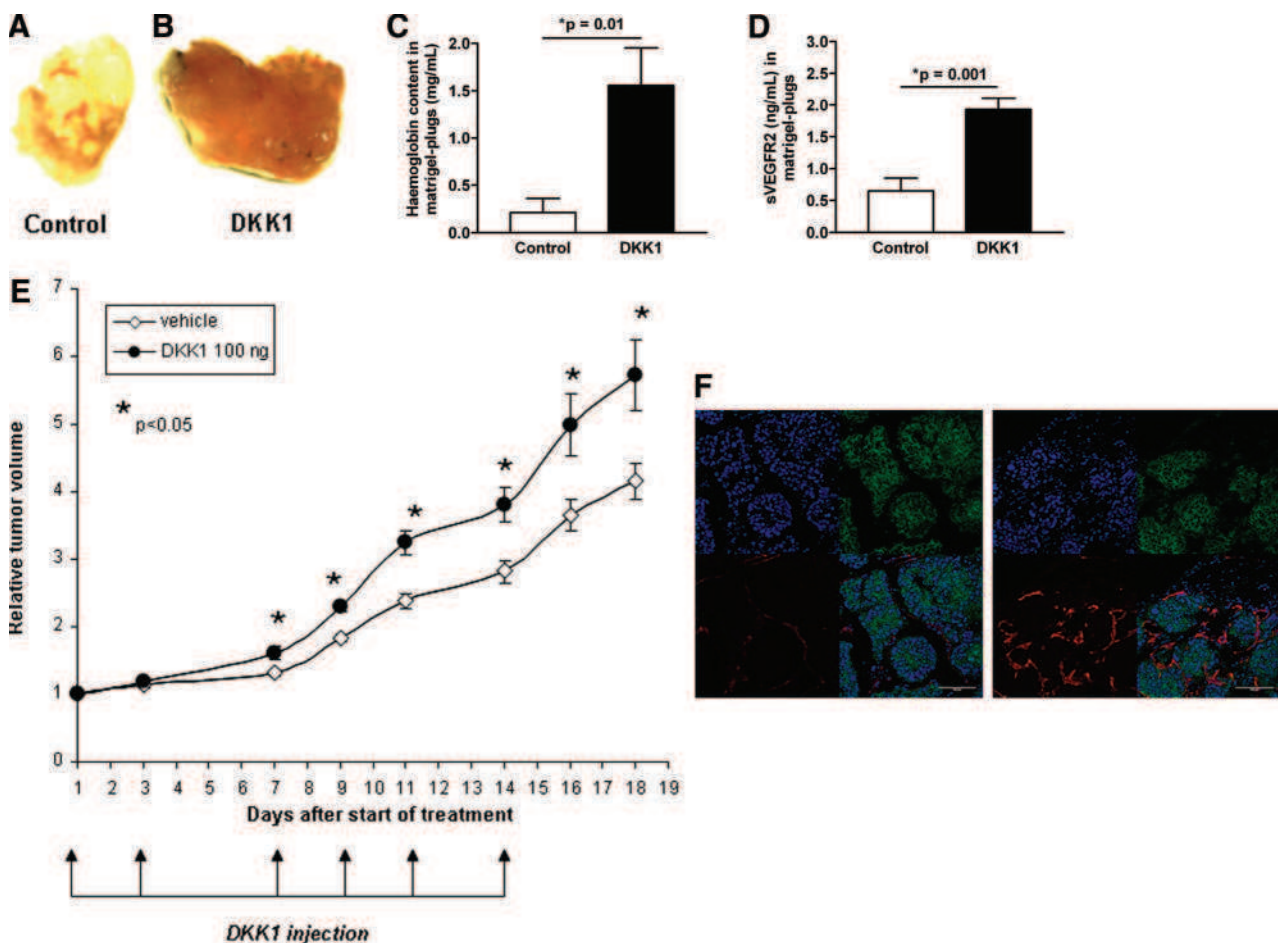 A
B
Control
DKK1
C
*p = 0.01
Haemoglobin content in
matrigel-plugs (mg/mL)
2.0
1.5
1.0
0.5
0.0
Control
DKK1
D
*p = 0.001
sVEGFR2 (ng/mL) in
matrigel-plugs
3.0
2.5
2.0
1.5
1.0
0.5
0.0
Control
DKK1
E
Relative tumor volume
7
6
5
4
3
2
1
0
vehicle
DKK1 100 ng
*
p<0.05
* * * * * *
1 2 3 4 5 6 7 8 9 10 11 12 13 14 15 16 17 18 19
Days after start of treatment
DKK1 injection
F